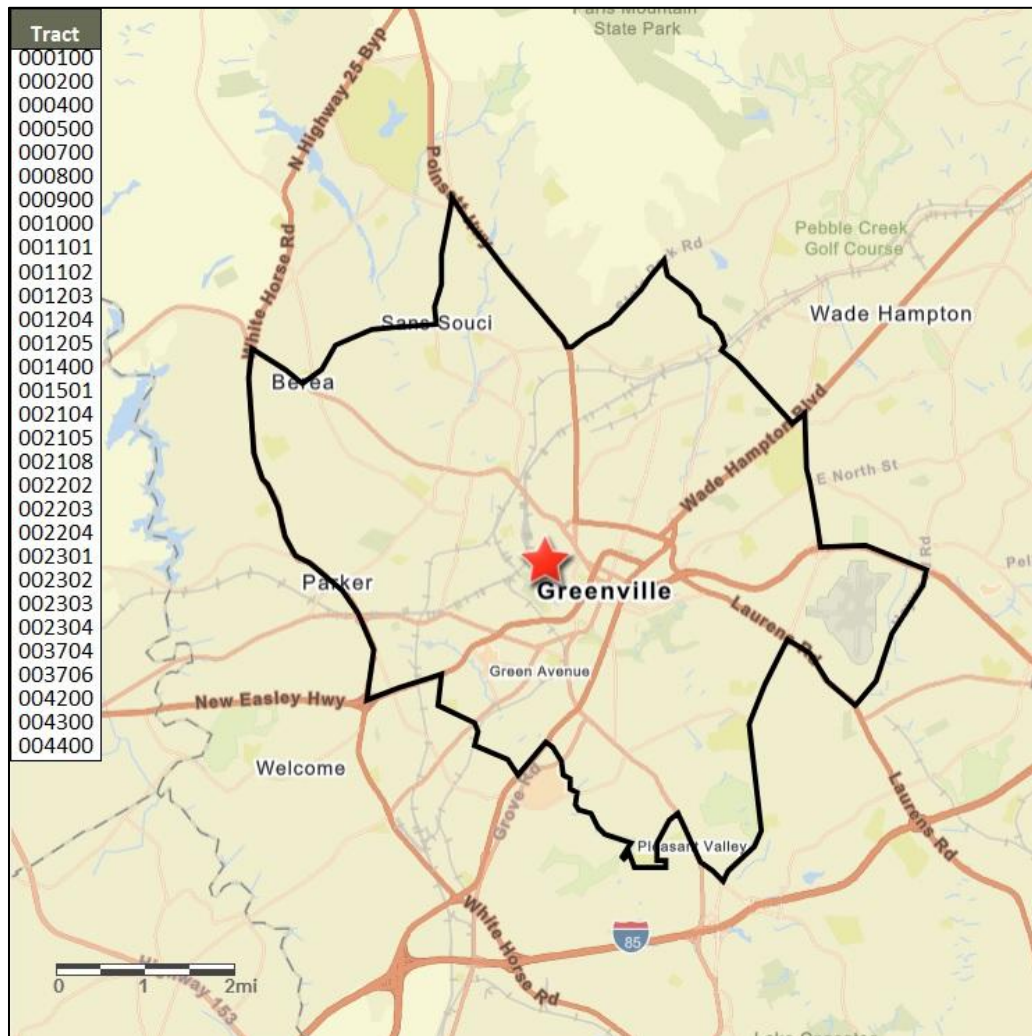 Tract
000100
000200
000400
000500
000700
000800
000900
001000
001101
001102
001203
001204
001205
001400
001501
002104
002105
002108
002202
002203
002204
002301
002302
002303
002304
003704
003706
004200
004300
004400
State Park
N Highway 25 Byp
Poinsett Hwy
Pebble Creek
Golf Course
White Horse Rd
Sans Souci
Wade Hampton
Berea
Wade Hampton Blvd
E North St
Rd
Parker
Greenville
Laurens Rd
Green Avenue
New Easley Hwy
Welcome
Grove Rd
Pleasant Valley
Laurens Rd
White Horse Rd
85
Highway 153
0 1 2mi